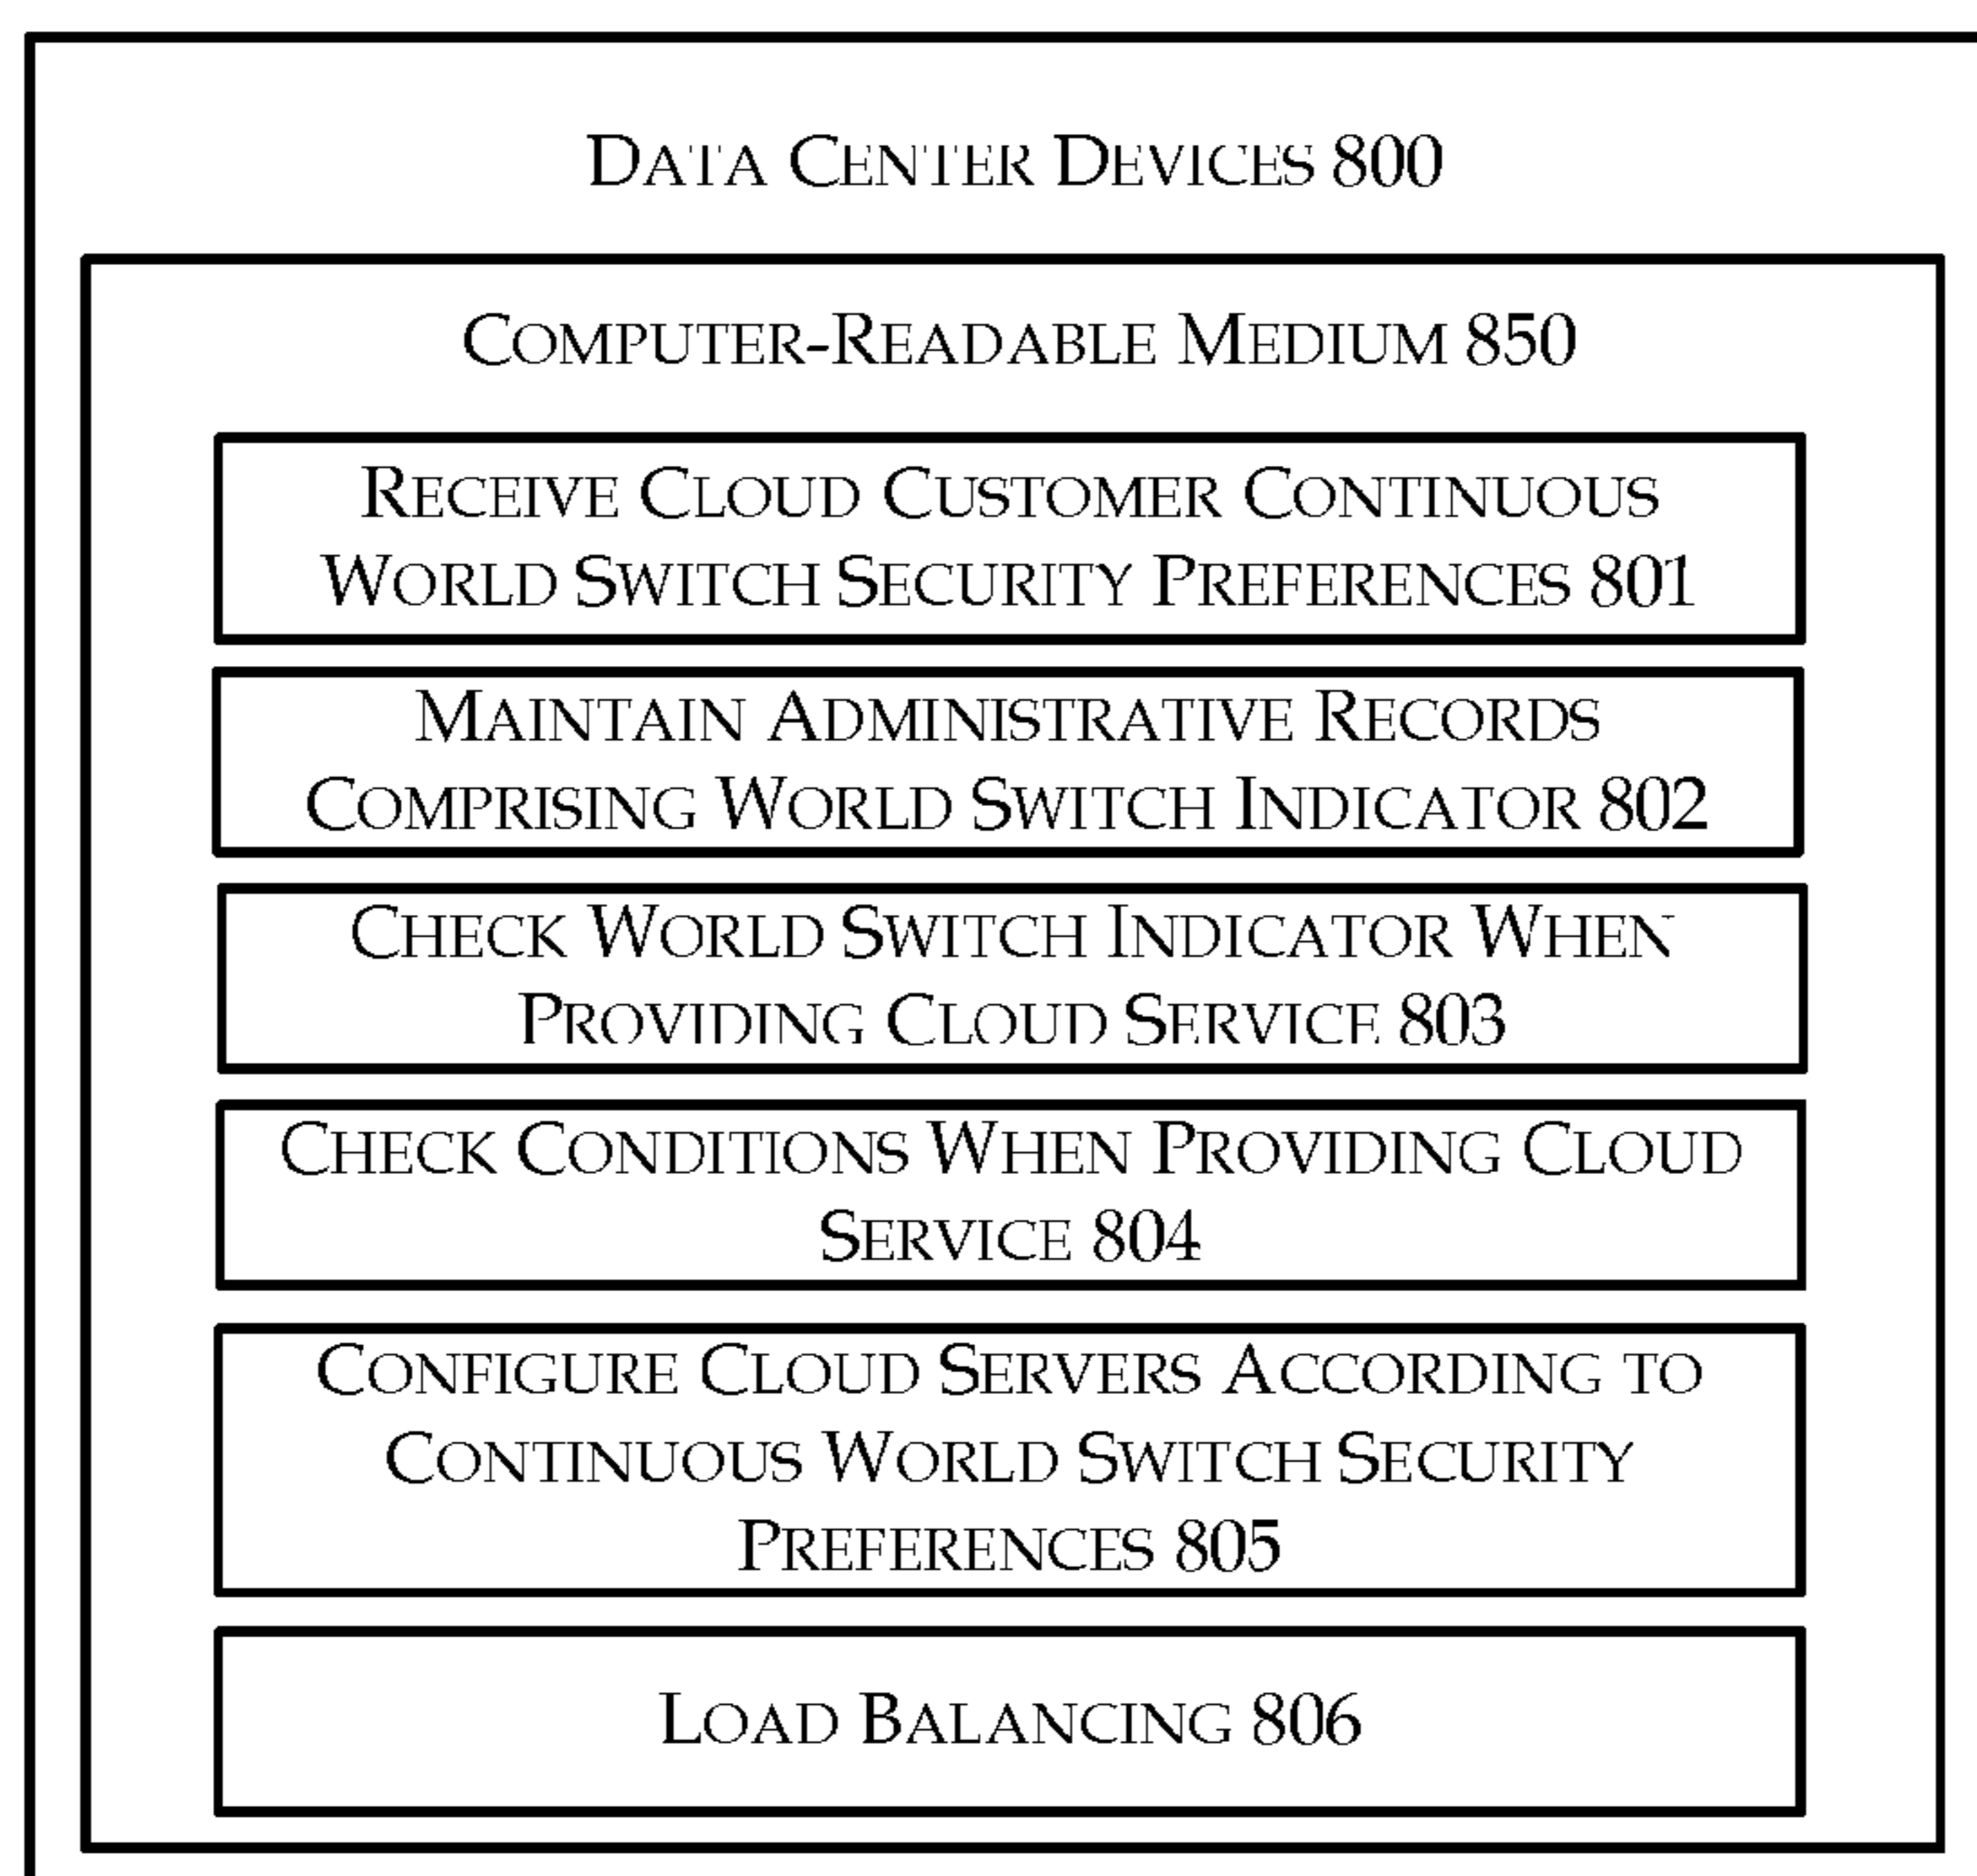 DATA CENTER DEVICES 800
COMPUTER-READABLE MEDIUM 850
RECEIVE CLOUD CUSTOMER CONTINUOUS
WORLD SWITCH SECURITY PREFERENCES 801
MAINTAIN ADMINISTRATIVE RECORDS
COMPRISING WORLD SWITCH INDICATOR 802
CHECK WORLD SWITCH INDICATOR WHEN
PROVIDING CLOUD SERVICE 803
CHECK CONDITIONS WHEN PROVIDING CLOUD
SERVICE 804
CONFIGURE CLOUD SERVERS ACCORDING TO
CONTINUOUS WORLD SWITCH SECURITY
PREFERENCES 805
LOAD BALANCING 806